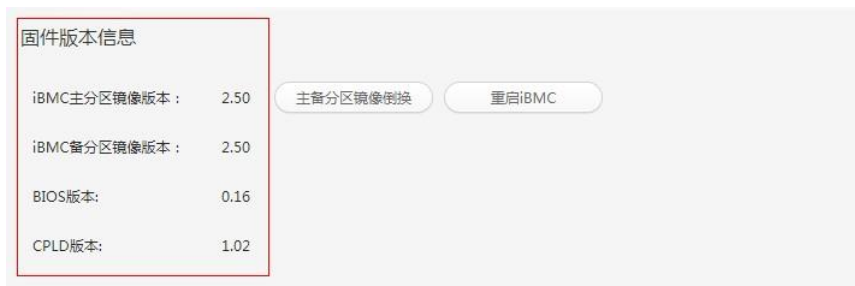 固件版本信息
iBMC主分区镜像版本： 2.50 主备分区镜像倒换 重启iBMC
iBMC备分区镜像版本： 2.50
BIOS版本: 0.16
CPLD版本: 1.02